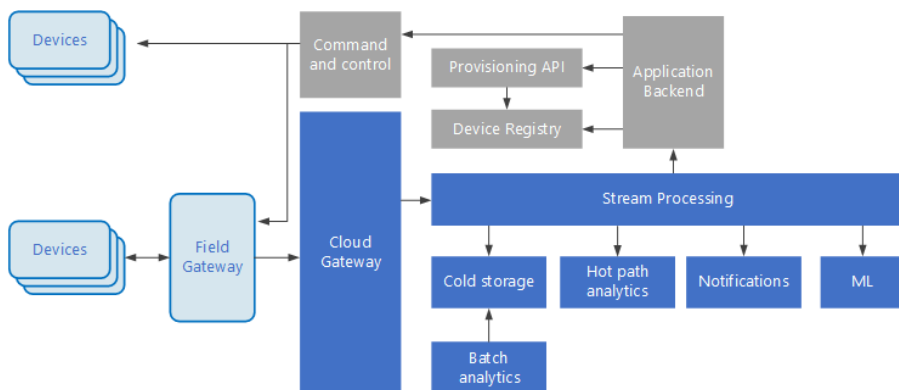 Devices
Command
and control
Provisioning API
Application
Backend
Device Registry
Stream Processing
Devices
Field
Gateway
Cloud
Gateway
Cold storage
Hot path
analytics
Notifications
ML
Batch
analytics